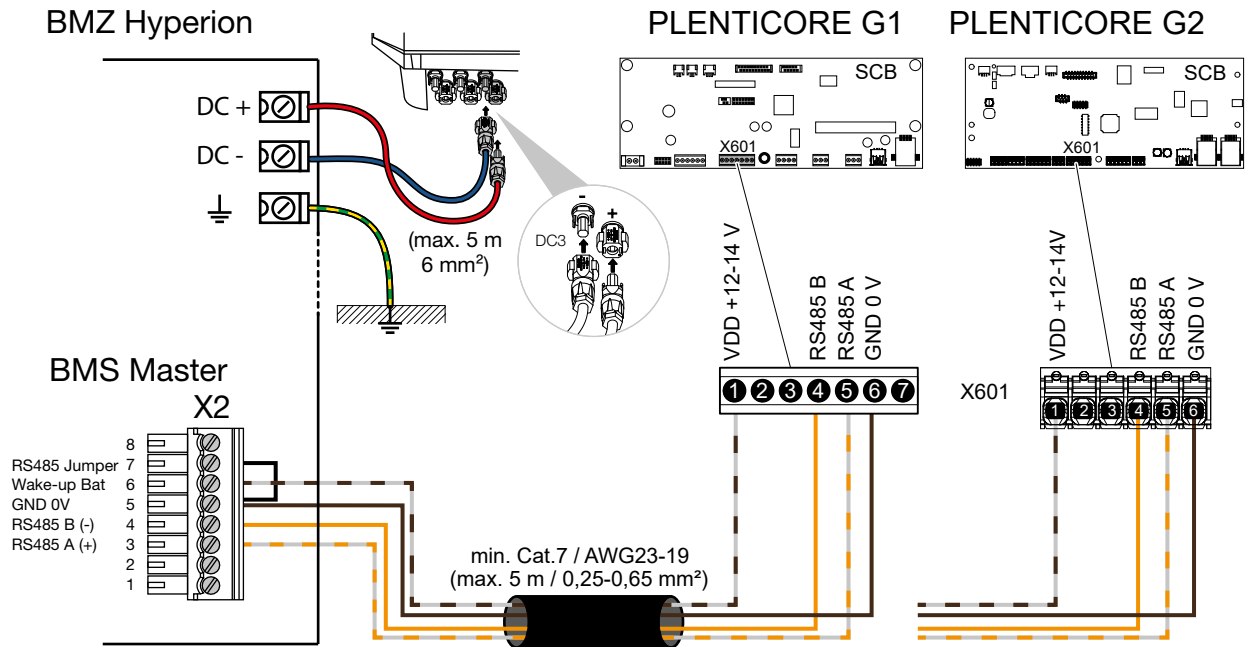 BMZ Hyperion
PLENTICORE G1
PLENTICORE G2
SCB
SCB
DC +
DC -
X601
X601
(max. 5 m
6 mm²)
DC3
-
+
VDD +12-14 V
RS485 B
RS485 A
GND 0 V
VDD +12-14V
RS485 B
RS485 A
GND 0 V
BMS Master
X2
1 2 3 4 5 6 7
X601
1 2 3 4 5 6
8
RS485 Jumper 7
Wake-up Bat 6
GND 0V 5
RS485 B (-) 4
RS485 A (+) 3
2
1
min. Cat.7 / AWG23-19
(max. 5 m / 0,25-0,65 mm²)